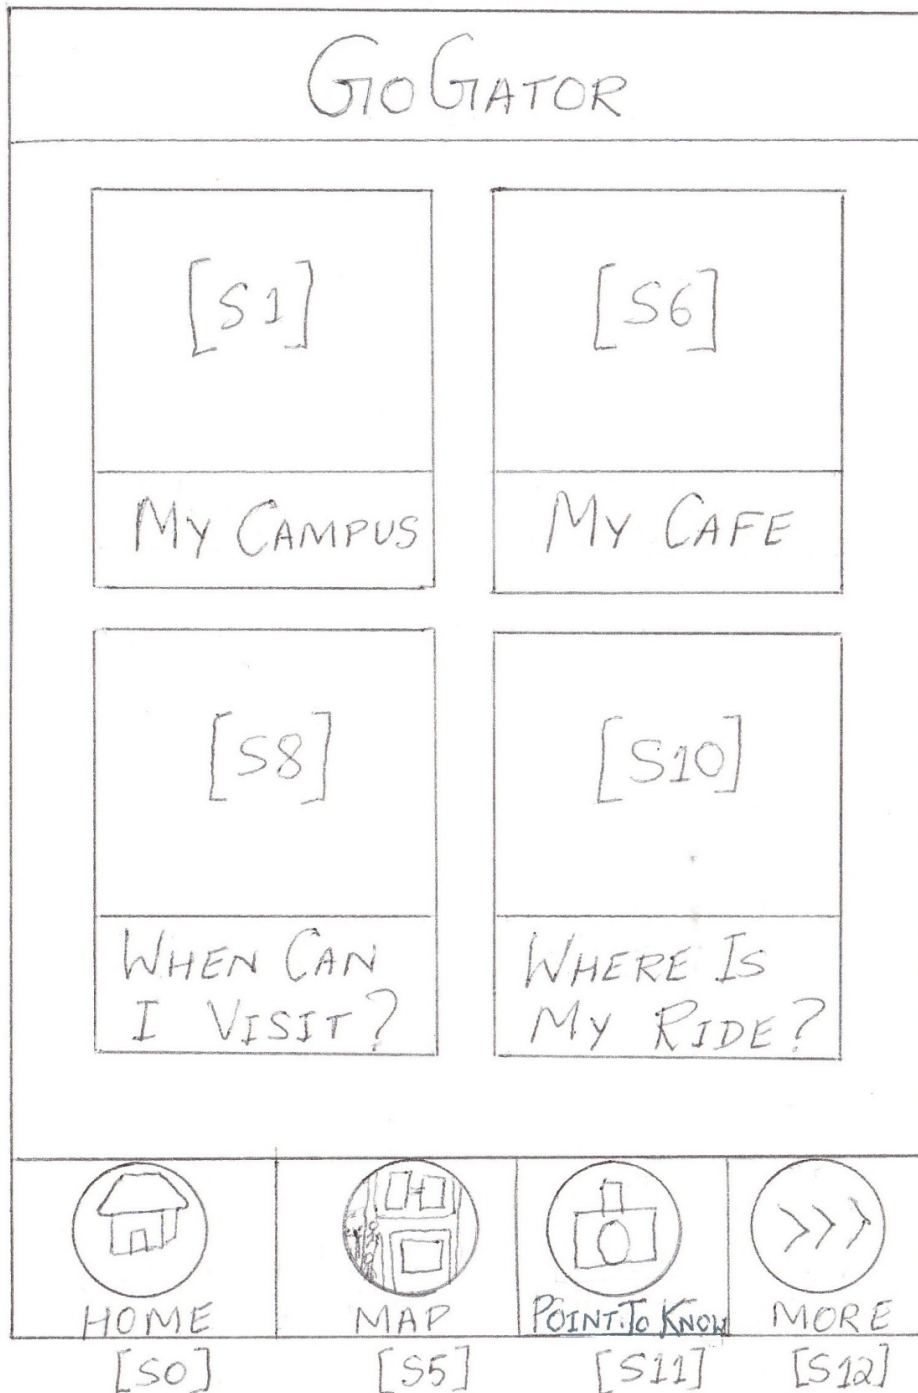 GOGATOR
[S1]
[S6]
MY CAMPUS
MY CAFE
[S8]
[S10]
WHEN CAN
I VISIT?
WHERE IS
MY RIDE?
HOME
MAP
POINT.TO KNOW
MORE
[S0]
[S5]
[S11]
[S12]